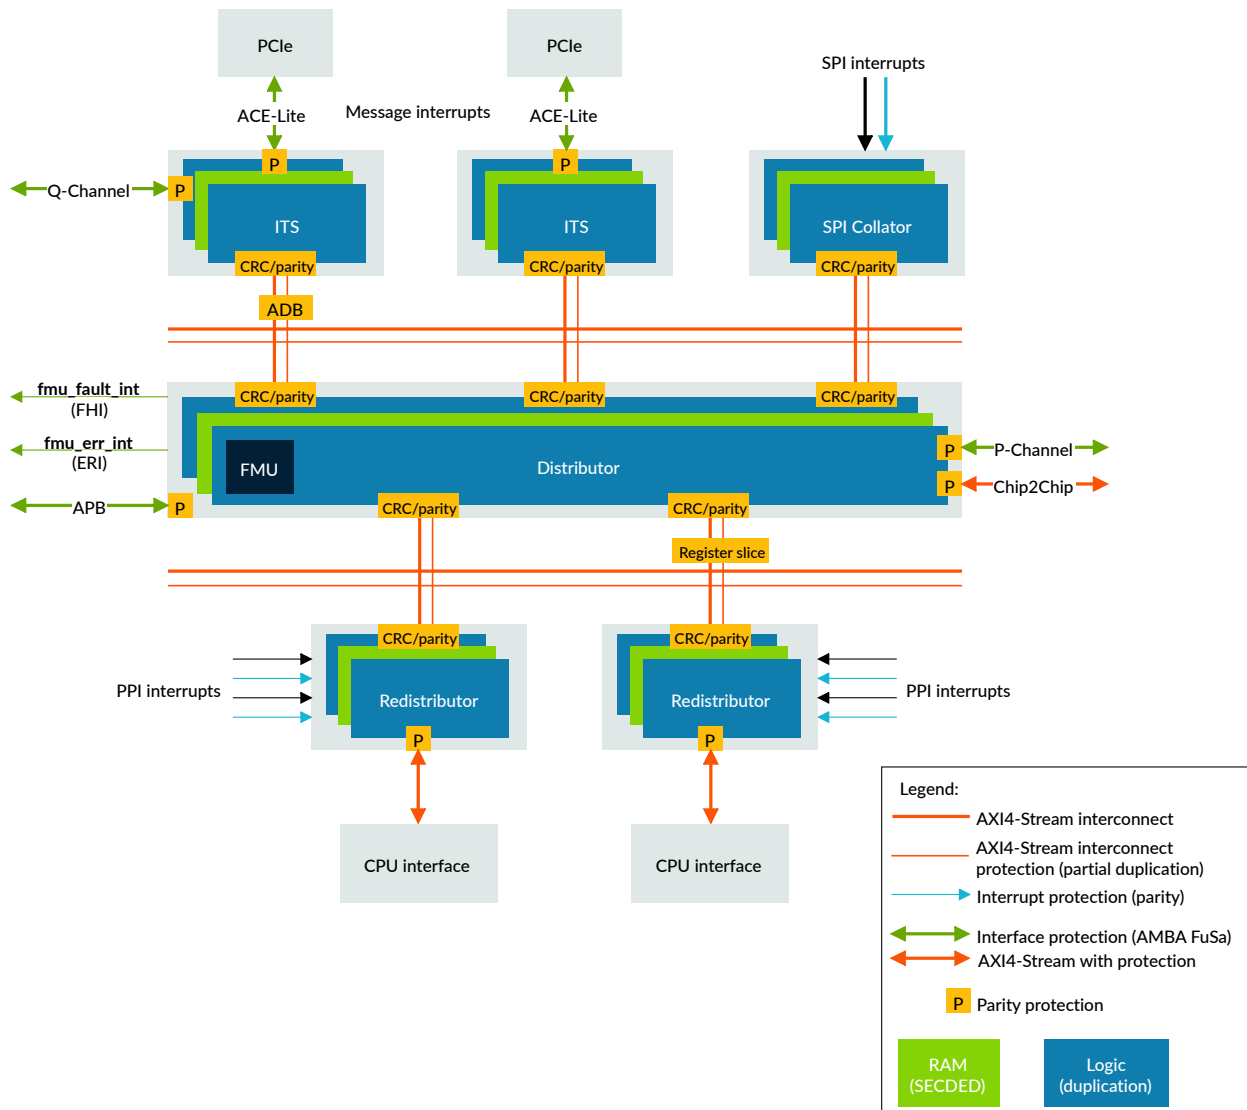 PCIe
PCIe
SPI interrupts
ACE-Lite
Message interrupts
ACE-Lite
P
P
Q-Channel
P
ITS
ITS
SPI Collator
CRC/parity
CRC/parity
CRC/parity
ADB
fmu_fault_int
(FHI)
CRC/parity
CRC/parity
CRC/parity
fmu_err_int
(ERI)
FMU
Distributor
P
P-Channel
P
Chip2Chip
APB
P
CRC/parity
CRC/parity
Register slice
CRC/parity
CRC/parity
PPI interrupts
Redistributor
Redistributor
PPI interrupts
P
P
CPU interface
CPU interface
Legend:
AXI4-Stream interconnect
AXI4-Stream interconnect
protection (partial duplication)
Interrupt protection (parity)
Interface protection (AMBA FuSa)
AXI4-Stream with protection
P
Parity protection
RAM
(SECDED)
Logic
(duplication)